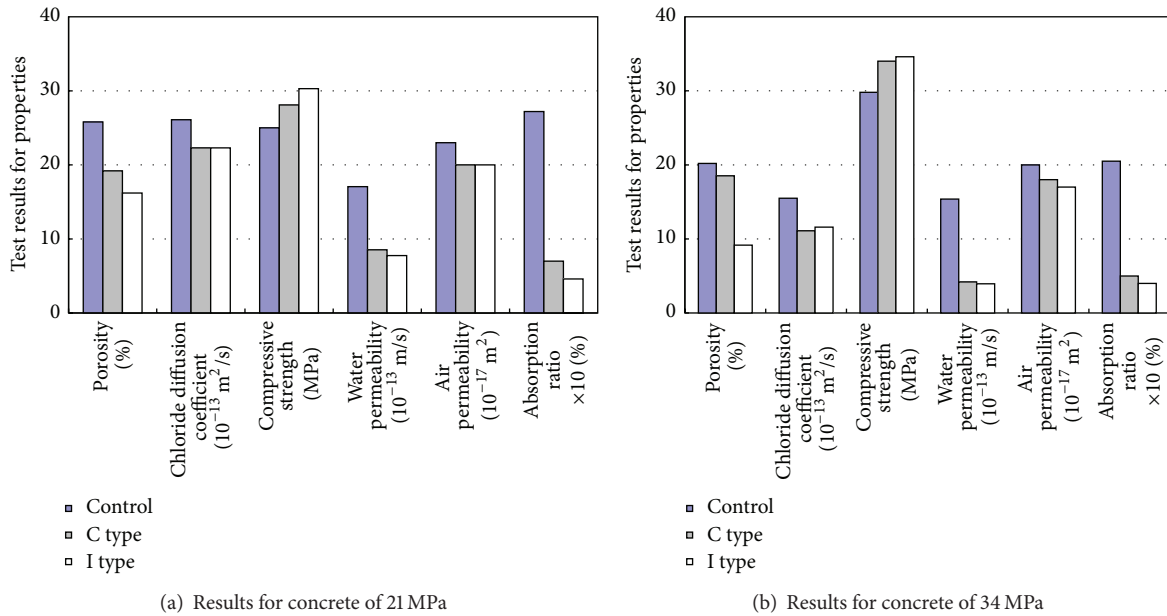 40
30
20
10
0
Test results for properties
Porosity
(%)
Chloride diffusion
coefficient
(10⁻¹³ m²/s)
Compressive
strength
(MPa)
Water
permeability
(10⁻¹³ m/s)
Air
permeability
(10⁻¹⁷ m²)
Absorption
ratio
×10 (%)
Control
C type
I type
(a) Results for concrete of 21 MPa
40
30
20
10
0
Test results for properties
Porosity
(%)
Chloride diffusion
coefficient
(10⁻¹³ m²/s)
Compressive
strength
(MPa)
Water
permeability
(10⁻¹³ m/s)
Air
permeability
(10⁻¹⁷ m²)
Absorption
ratio
×10 (%)
Control
C type
I type
(b) Results for concrete of 34 MPa